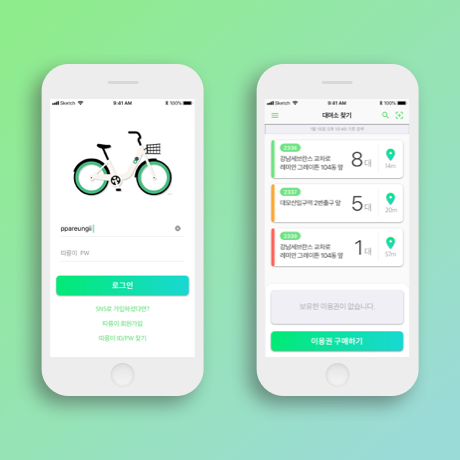 Sketch 9:41 AM 100%
ppareungii
따릉이 PW
로그인
SNS로 가입하셨다면?
따릉이 회원가입
따릉이 ID/PW 찾기
Sketch 9:41 AM 100%
대여소 찾기
2335
강남세브란스 교차로
래미안 그레이튼 104동 옆
8대
14m
2337
대모산입구역 2번출구 앞
5대
20m
2339
강남세브란스 교차로
래미안 그레이튼 104동 옆
1대
57m
보유한 이용권이 없습니다.
이용권 구매하기